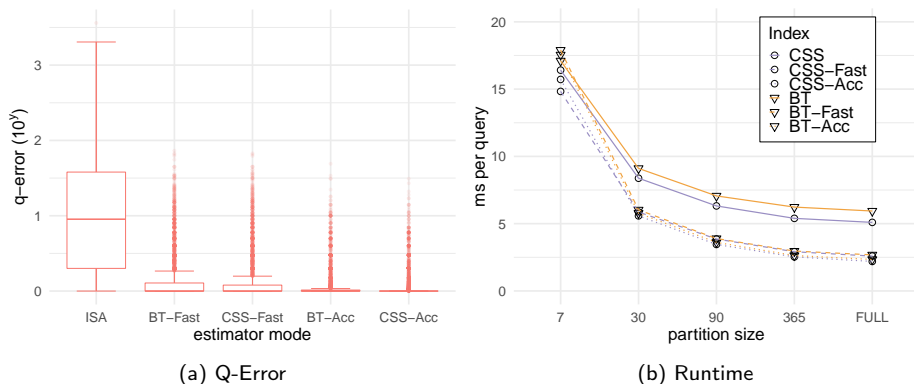 q−error (10^y)
3
2
1
0
ISA
BT−Fast
CSS−Fast
BT−Acc
CSS−Acc
estimator mode
(a) Q-Error
ms per query
20
15
10
5
0
7
30
90
365
FULL
partition size
Index
CSS
CSS−Fast
CSS−Acc
BT
BT−Fast
BT−Acc
(b) Runtime